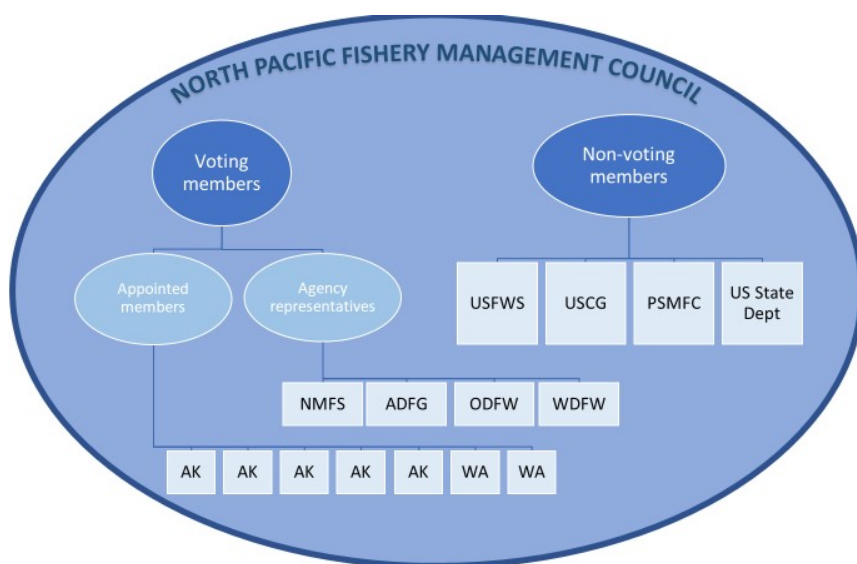 NORTH PACIFIC FISHERY MANAGEMENT COUNCIL
Voting
members
Non-voting
members
Appointed
members
Agency
representatives
USFWS
USCG
PSMFC
US State
Dept
NMFS
ADFG
ODFW
WDFW
AK
AK
AK
AK
AK
WA
WA